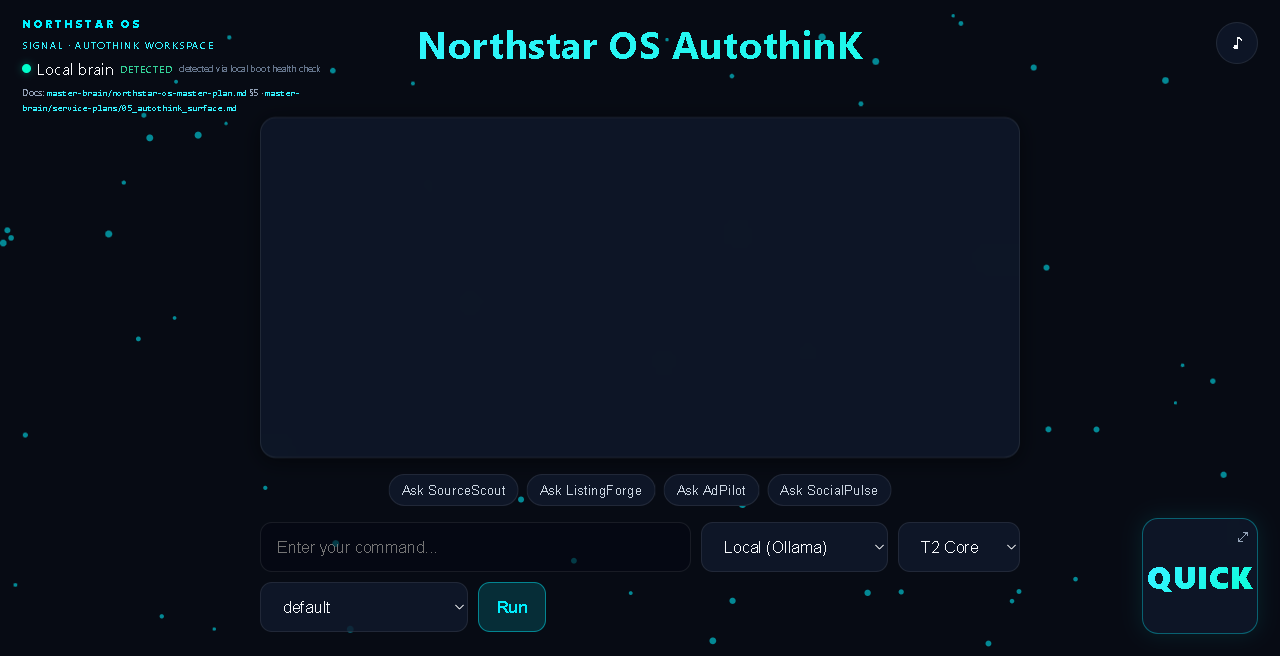 NORTHSTAR OS
SIGNAL · AUTOTHINK WORKSPACE
Local brain DETECTED detected via local boot health check
Docs: master-brain/northstar-os-master-plan.md §5 · master-
brain/service-plans/05_autothink_surface.md
Northstar OS AutothinK
♪
Ask SourceScout
Ask ListingForge
Ask AdPilot
Ask SocialPulse
Enter your command...
Local (Ollama)
T2 Core
default
Run
QUICK